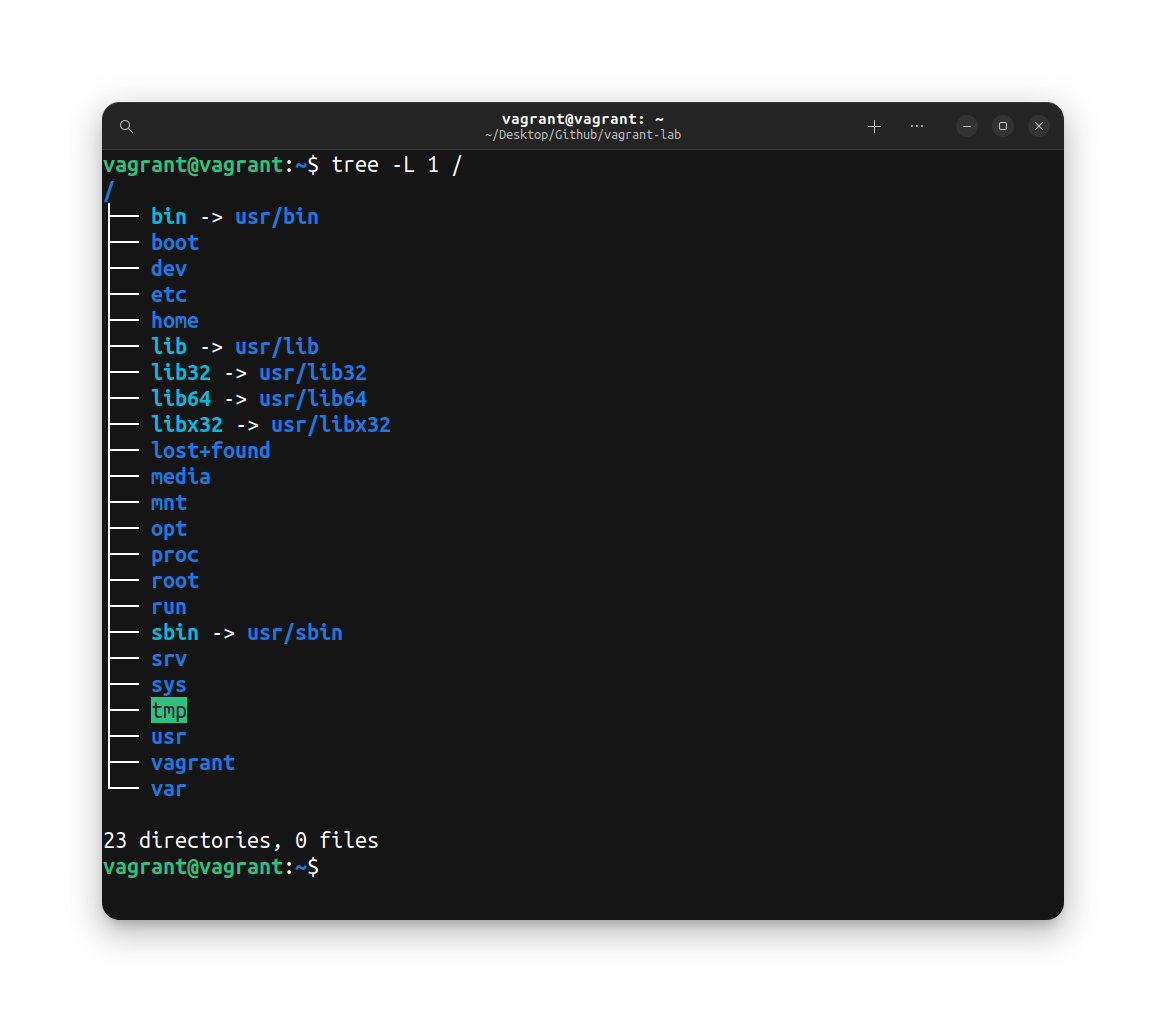 vagrant@vagrant: ~
~/Desktop/Github/vagrant-lab
vagrant@vagrant:~$ tree -L 1 /
/
├── bin -> usr/bin
├── boot
├── dev
├── etc
├── home
├── lib -> usr/lib
├── lib32 -> usr/lib32
├── lib64 -> usr/lib64
├── libx32 -> usr/libx32
├── lost+found
├── media
├── mnt
├── opt
├── proc
├── root
├── run
├── sbin -> usr/sbin
├── srv
├── sys
├── tmp
├── usr
├── vagrant
└── var

23 directories, 0 files
vagrant@vagrant:~$